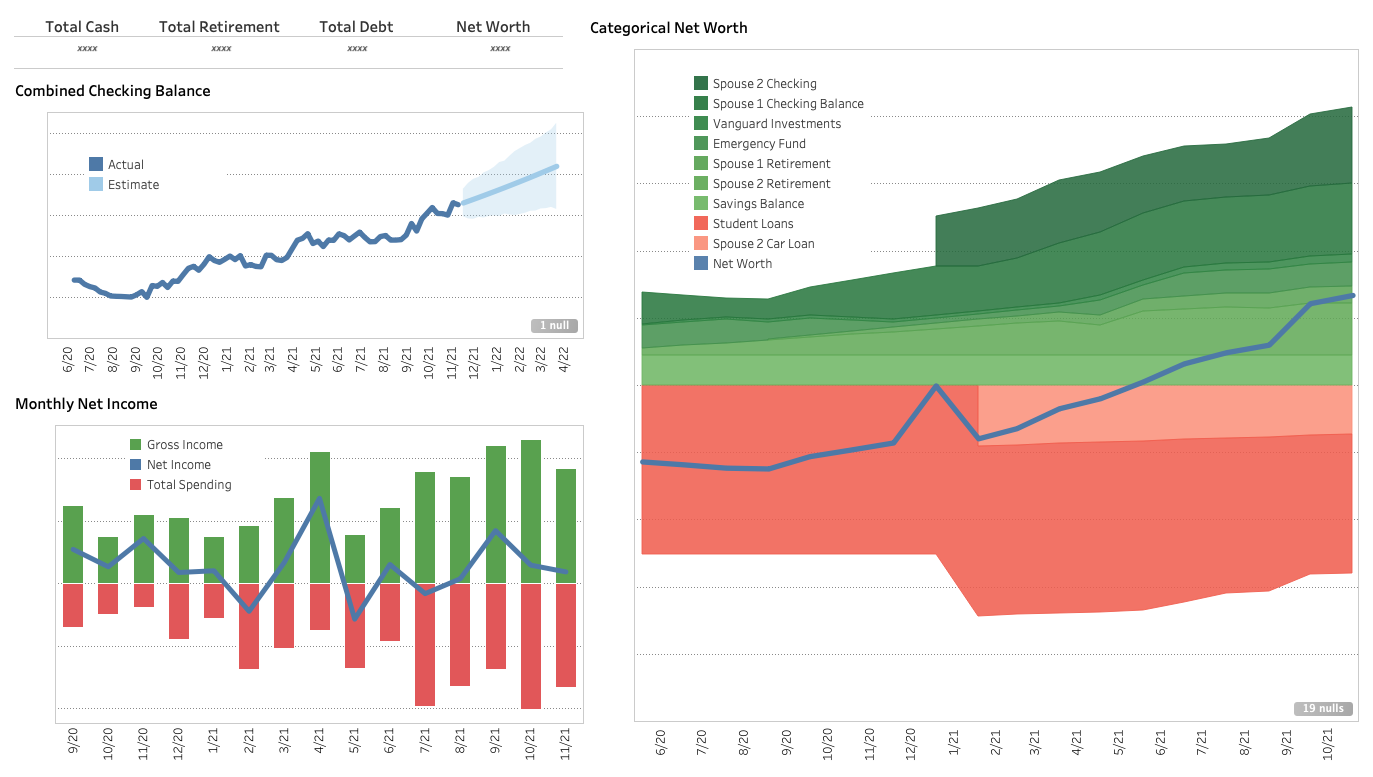 Total Cash Total Retirement Total Debt Net Worth
xxxx xxxx xxxx xxxx
Combined Checking Balance
Actual
Estimate
1 null
6/20 7/20 8/20 9/20 10/20 11/20 12/20 1/21 2/21 3/21 4/21 5/21 6/21 7/21 8/21 9/21 10/21 11/21 12/21 1/22 2/22 3/22 4/22
Monthly Net Income
Gross Income
Net Income
Total Spending
9/20 10/20 11/20 12/20 1/21 2/21 3/21 4/21 5/21 6/21 7/21 8/21 9/21 10/21 11/21
Categorical Net Worth
Spouse 2 Checking
Spouse 1 Checking Balance
Vanguard Investments
Emergency Fund
Spouse 1 Retirement
Spouse 2 Retirement
Savings Balance
Student Loans
Spouse 2 Car Loan
Net Worth
19 nulls
6/20 7/20 8/20 9/20 10/20 11/20 12/20 1/21 2/21 3/21 4/21 5/21 6/21 7/21 8/21 9/21 10/21